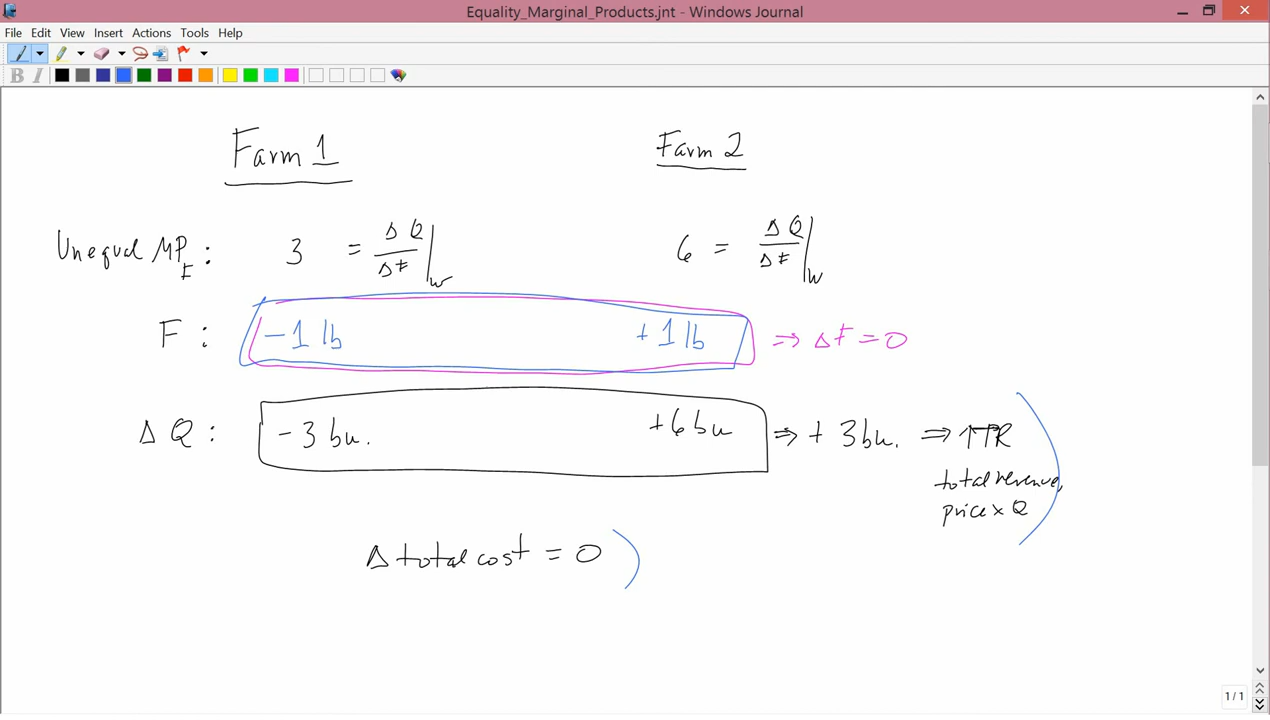 Equality_Marginal_Products.jnt - Windows Journal
File Edit View Insert Actions Tools Help
B I
Farm 1 Farm 2
Unequal MP_F : 3 = ΔQ/ΔF|w 6 = ΔQ/ΔF|w
F : -1 lb +1 lb ⇒ ΔF = 0
ΔQ : -3 bu. +6 bu ⇒ + 3 bu. ⇒ ↑TR
total revenue,
price x Q
Δ total cost = 0
1 / 1